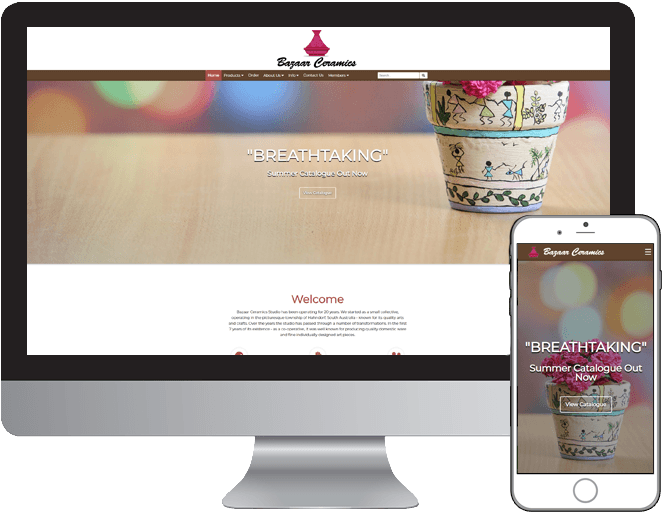 Bazaar Ceramics
Home Products Order About Us Info Contact Us Members Search
"BREATHTAKING"
Summer Catalogue Out Now
View Catalogue
Welcome
Bazaar Ceramics Studio has been operating for 20 years. We started as a small collective,
operating in the picturesque township of Hahndorf, South Australia - known for its quality arts
and crafts. Over the years the studio has passed through a number of transformations. In the first
7 years of its existence - as a co operative, it was well known for producing quality domestic ware
and fine individually designed art pieces.
Bazaar Ceramics
"BREATHTAKING"
Summer Catalogue Out
Now
View Catalogue